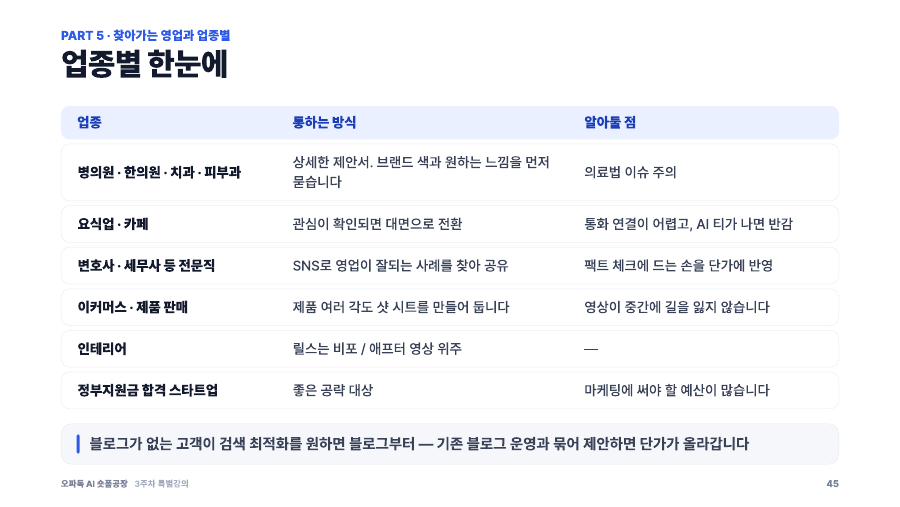 PART 5 · 찾아가는 영업과 업종별
업종별 한눈에
업종 통하는 방식 알아둘 점
병의원 · 한의원 · 치과 · 피부과 상세한 제안서. 브랜드 색과 원하는 느낌을 먼저 묻습니다 의료법 이슈 주의
요식업 · 카페 관심이 확인되면 대면으로 전환 통화 연결이 어렵고, AI 티가 나면 반감
변호사 · 세무사 등 전문직 SNS로 영업이 잘되는 사례를 찾아 공유 팩트 체크에 드는 손을 단가에 반영
이커머스 · 제품 판매 제품 여러 각도 샷 시트를 만들어 둡니다 영상이 중간에 길을 잃지 않습니다
인테리어 릴스는 비포 / 애프터 영상 위주 —
정부지원금 합격 스타트업 좋은 공략 대상 마케팅에 써야 할 예산이 많습니다
블로그가 없는 고객이 검색 최적화를 원하면 블로그부터 — 기존 블로그 운영과 묶어 제안하면 단가가 올라갑니다
오파독 AI 숏폼공장 3주차 특별강의 45